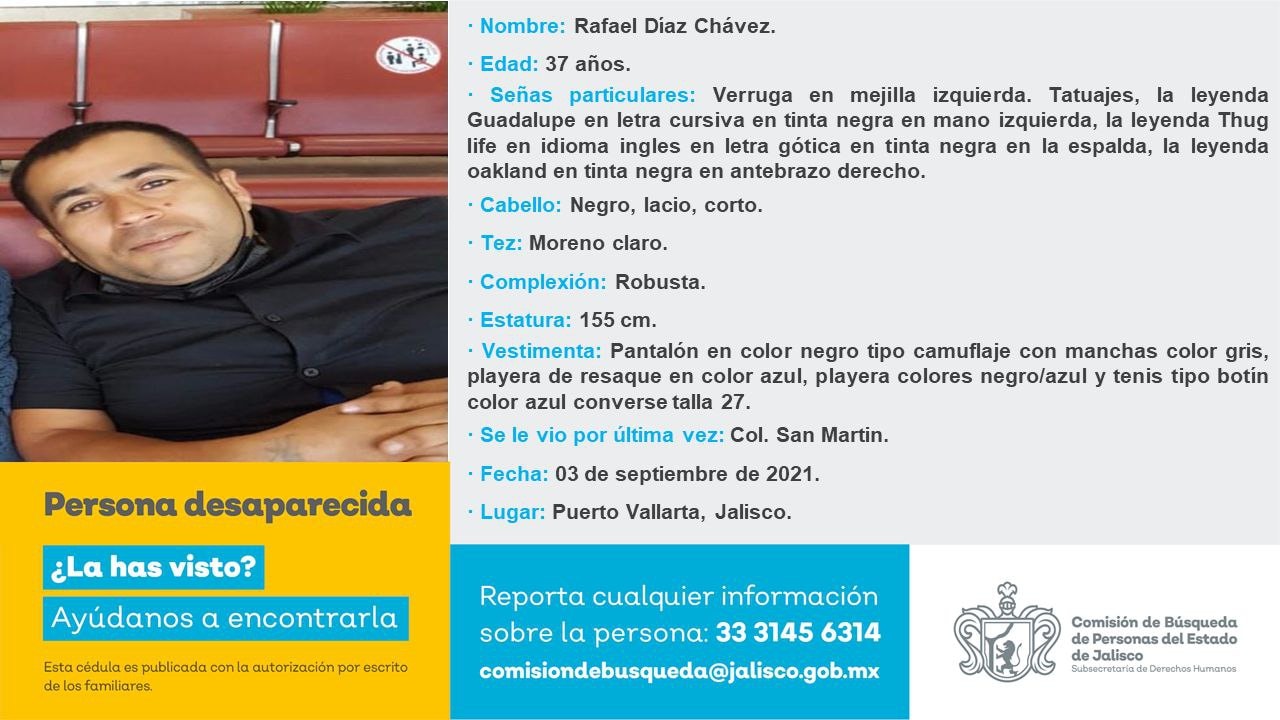 · Nombre: Rafael Díaz Chávez.
· Edad: 37 años.
· Señas particulares: Verruga en mejilla izquierda. Tatuajes, la leyenda
Guadalupe en letra cursiva en tinta negra en mano izquierda, la leyenda Thug
life en idioma ingles en letra gótica en tinta negra en la espalda, la leyenda
oakland en tinta negra en antebrazo derecho.
· Cabello: Negro, lacio, corto.
· Tez: Moreno claro.
· Complexión: Robusta.
· Estatura: 155 cm.
· Vestimenta: Pantalón en color negro tipo camuflaje con manchas color gris,
playera de resaque en color azul, playera colores negro/azul y tenis tipo botín
color azul converse talla 27.
· Se le vio por última vez: Col. San Martin.
· Fecha: 03 de septiembre de 2021.
· Lugar: Puerto Vallarta, Jalisco.
Persona desaparecida
¿La has visto?
Ayúdanos a encontrarla
Esta cédula es publicada con la autorización por escrito
de los familiares.
Reporta cualquier información
sobre la persona: 33 3145 6314
comisiondebusqueda@jalisco.gob.mx
Comisión de Búsqueda
de Personas del Estado
de Jalisco
Subsecretaría de Derechos Humanos